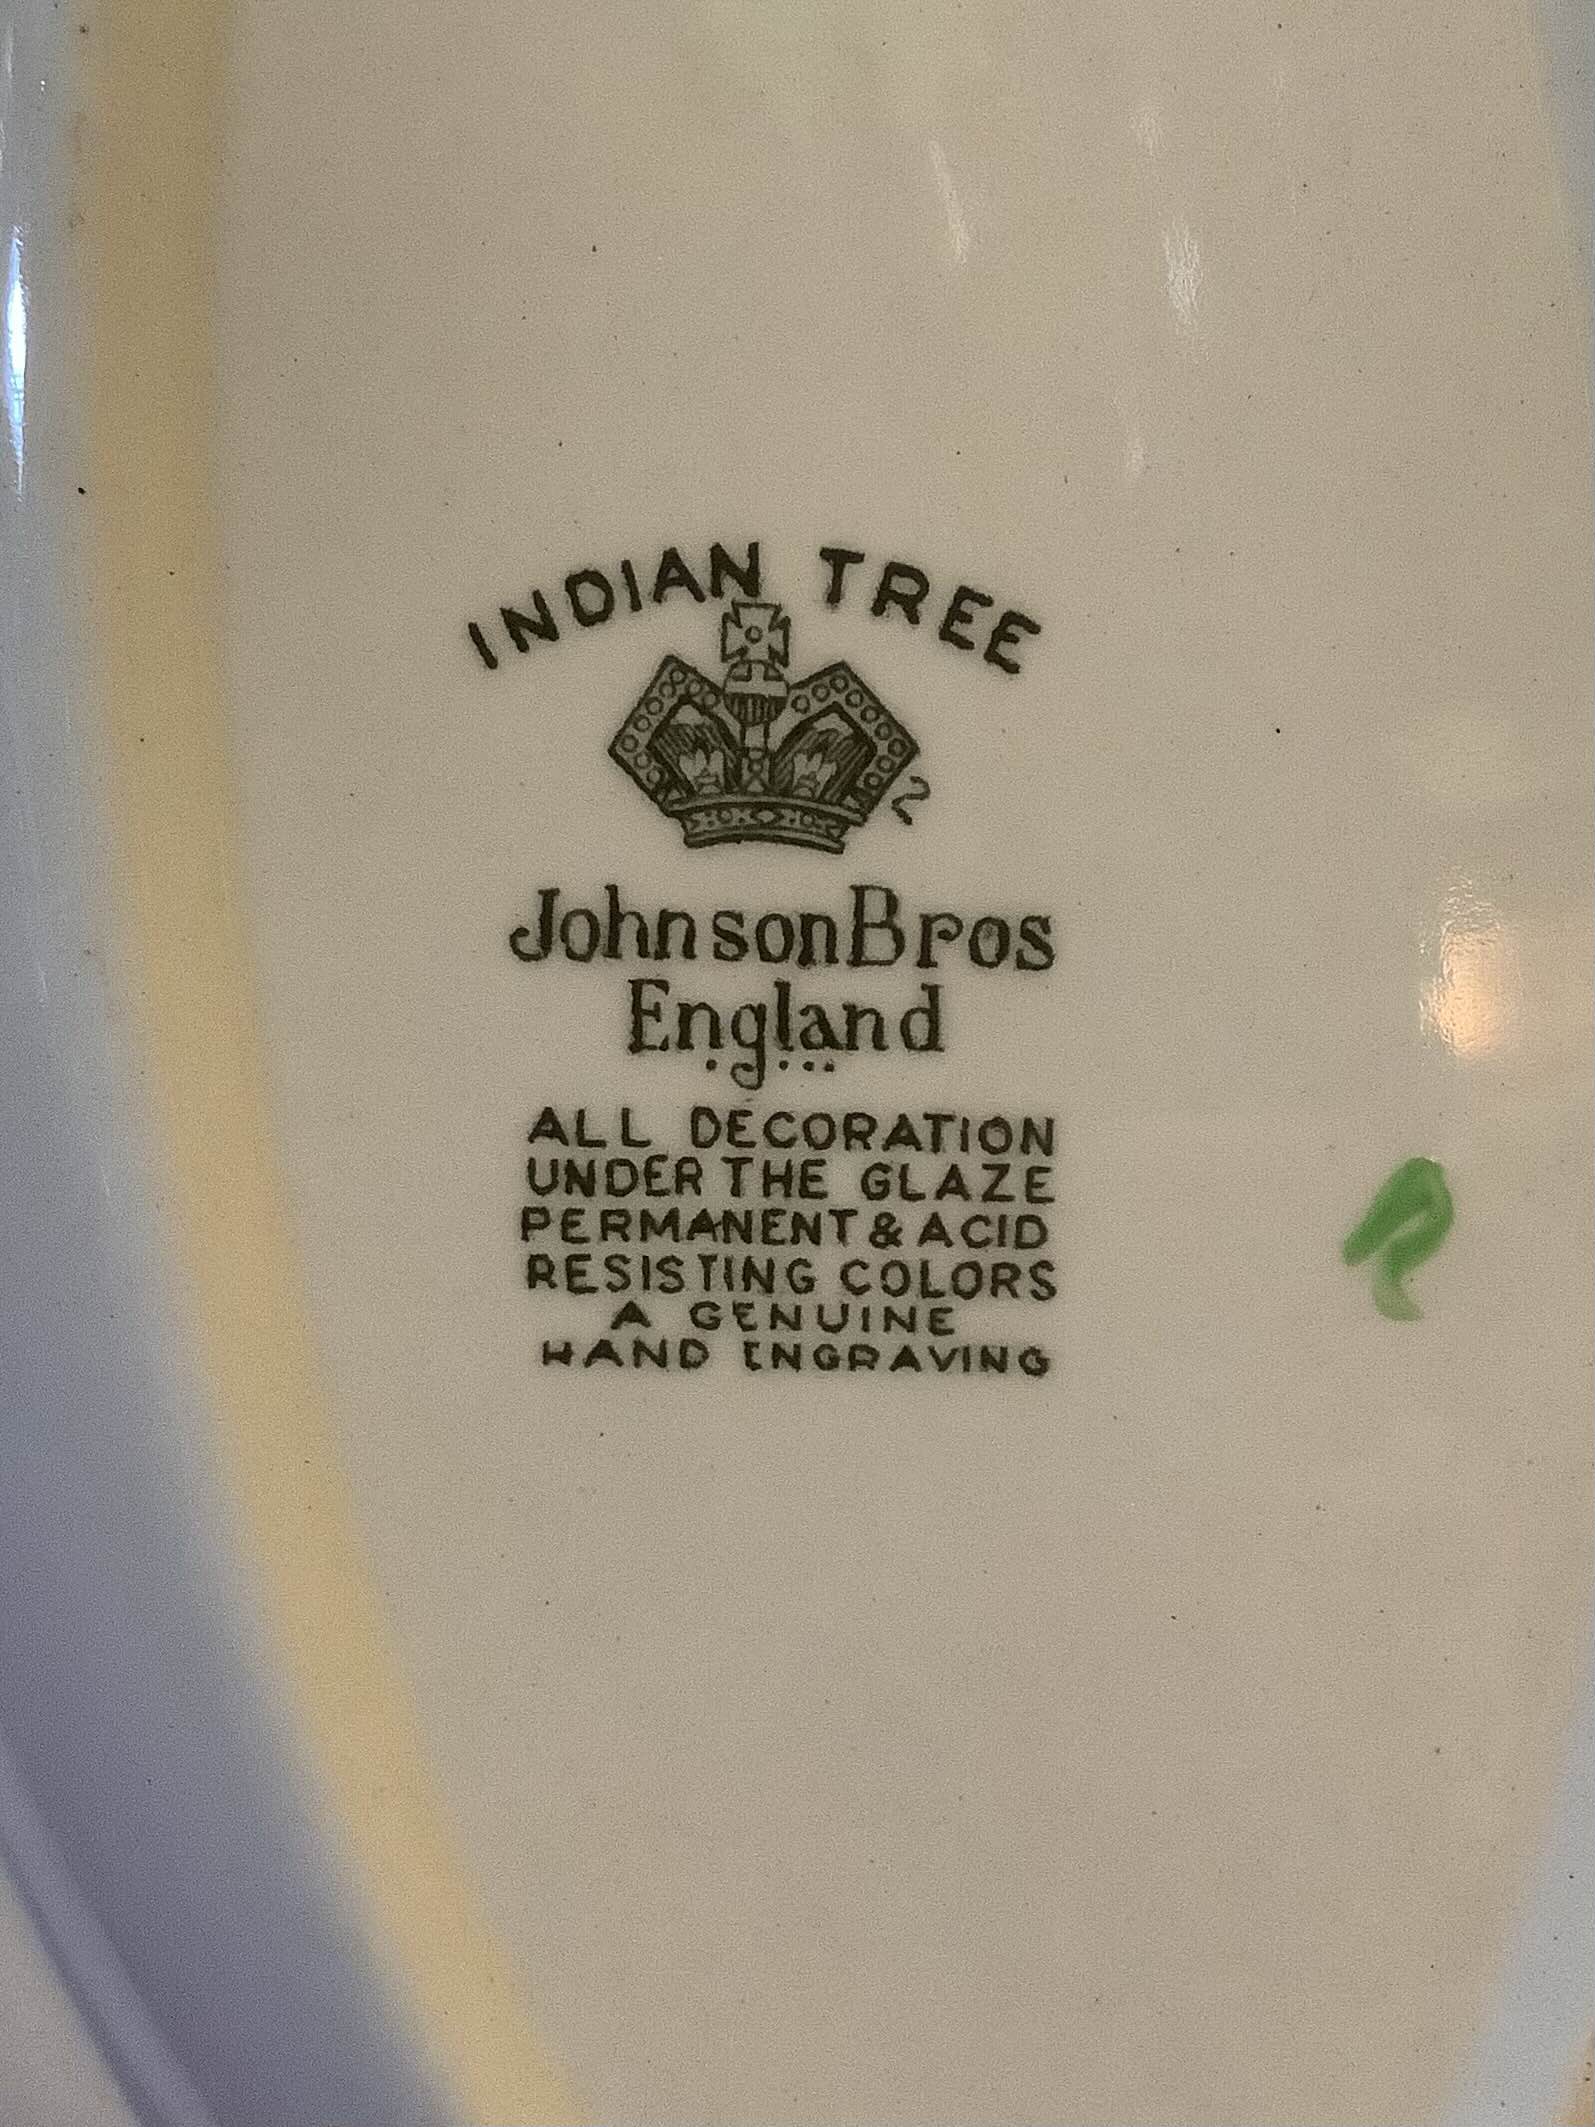 INDIAN TREE
2
Johnson Bros
England
ALL DECORATION
UNDER THE GLAZE
PERMANENT & ACID
RESISTING COLORS
A GENUINE
HAND ENGRAVING